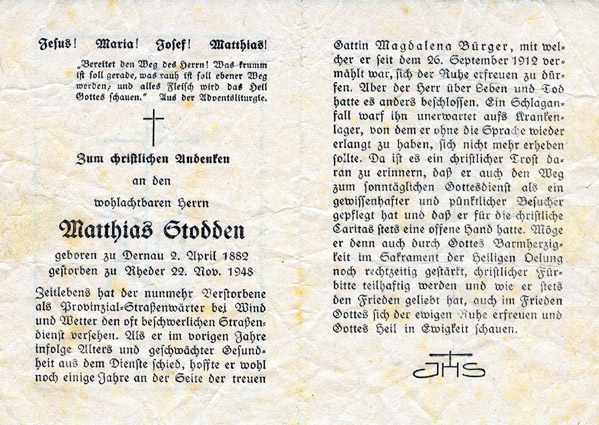 Jesus! Maria! Josef! Matthias!
„Bereitet den Weg des Herrn! Was krumm
ist soll gerade, was rauh ist soll ebener Weg
werden, und alles Fleisch wird das Heil
Gottes schauen.“ Aus der Adventsliturgie.
Zum christlichen Andenken
an den
wohlachtbaren Herrn
Matthias Stodden
geboren zu Dernau 2. April 1882
gestorben zu Rheder 22. Nov. 1948
Zeitlebens hat der nunmehr Verstorbene
als Provinzial-Straßenwärter bei Wind
und Wetter den oft beschwerlichen Straßen-
dienst versehen. Als er im vorigen Jahre
infolge Alters und geschwächter Gesund-
heit aus dem Dienste schied, hoffte er wohl
noch einige Jahre an der Seite der treuen
Gattin Magdalena Bürger, mit wel-
cher er seit dem 26. September 1912 ver-
mählt war, sich der Ruhe erfreuen zu dür-
fen. Aber der Herr über Leben und Tod
hatte es anders beschlossen. Ein Schlagan-
fall warf ihn unerwartet aufs Kranken-
lager, von dem er ohne die Sprache wieder
erlangt zu haben, sich nicht mehr erheben
sollte. Da ist es ein christlicher Trost da-
ran zu erinnern, daß er auch den Weg
zum sonntäglichen Gottesdienst als ein
gewissenhafter und pünktlicher Besucher
gepflegt hat und daß er für die christliche
Caritas stets eine offene Hand hatte. Möge
er denn auch durch Gottes Barmherzig-
keit im Sakrament der Heiligen Oelung
noch rechtzeitig gestärkt, christlicher Für-
bitte teilhaftig werden und wie er stets
den Frieden geliebt hat, auch im Frieden
Gottes sich der ewigen Ruhe erfreuen und
Gottes Heil in Ewigkeit schauen.
JHS